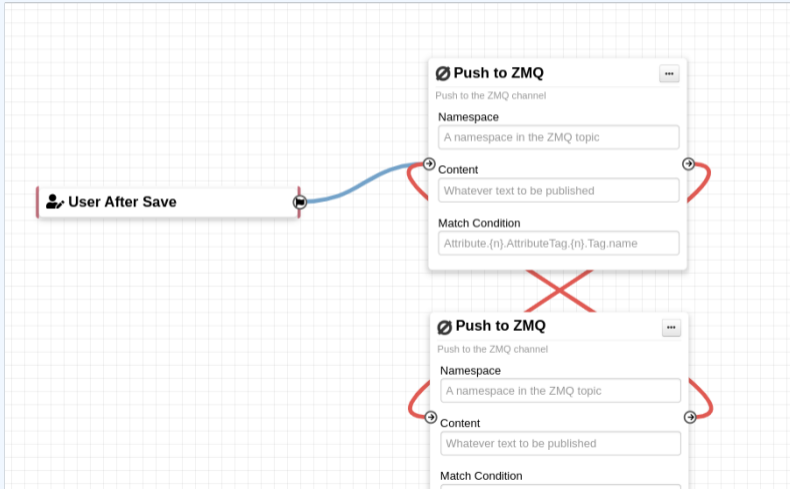 Push to ZMQ
Push to the ZMQ channel
Namespace
A namespace in the ZMQ topic
Content
Whatever text to be published
Match Condition
Attribute.{n}.AttributeTag.{n}.Tag.name
User After Save
Push to ZMQ
Push to the ZMQ channel
Namespace
A namespace in the ZMQ topic
Content
Whatever text to be published
Match Condition